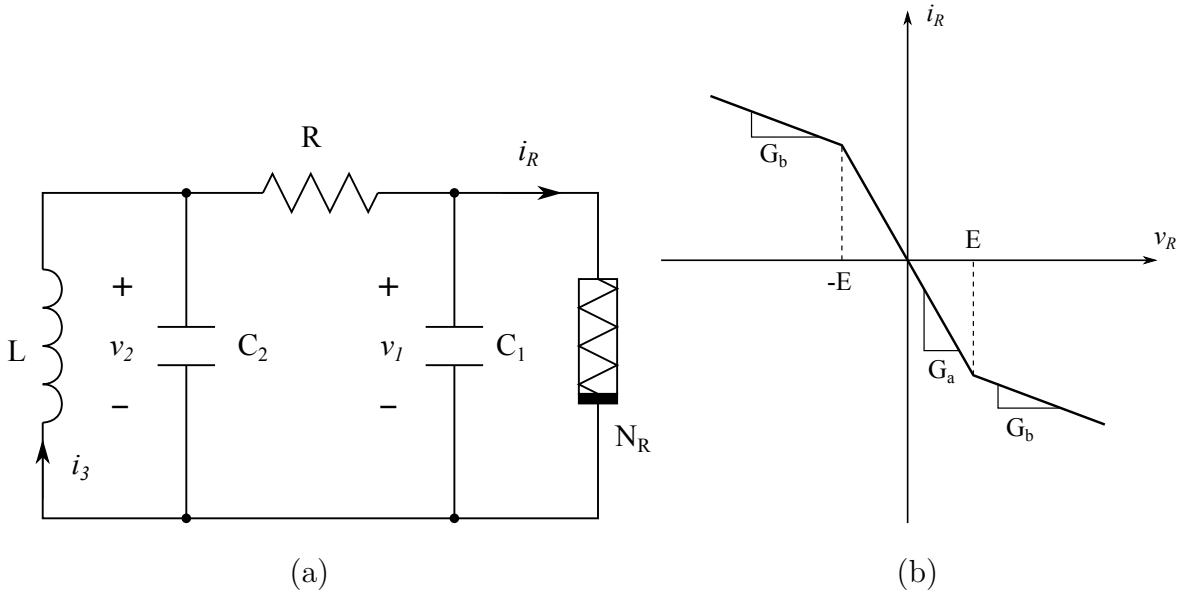 R
i_R
+
v_2
−
L
C_2
+
v_1
−
C_1
N_R
i_3
(a)
i_R
G_b
E
v_R
-E
G_a
G_b
(b)